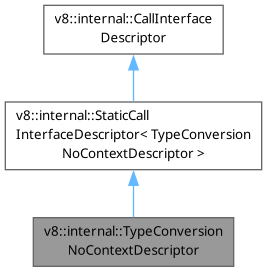 v8::internal::CallInterface
Descriptor
v8::internal::StaticCall
InterfaceDescriptor< TypeConversion
NoContextDescriptor >
v8::internal::TypeConversion
NoContextDescriptor